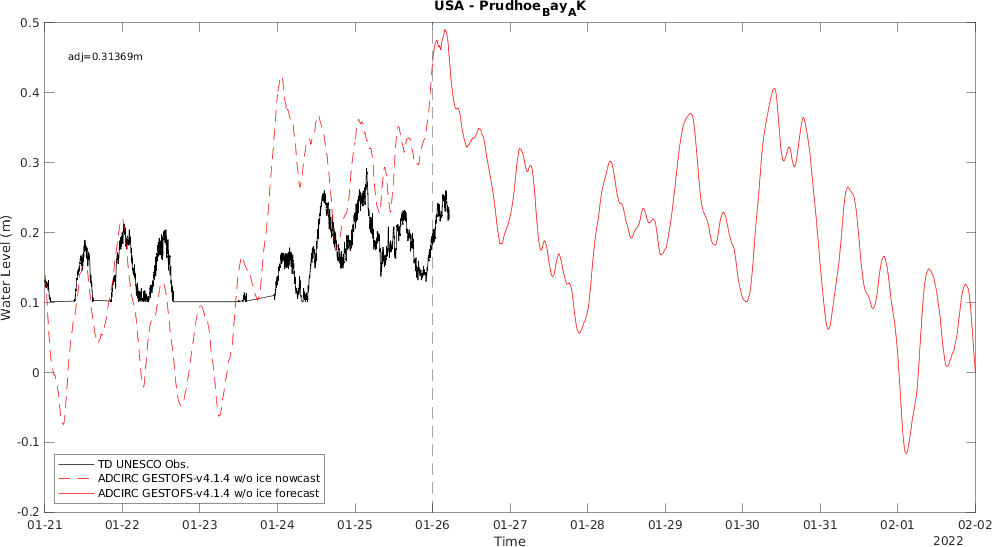 USA - Prudhoe_Bay_AK
adj=0.31369m
Water Level (m)
0.5
0.4
0.3
0.2
0.1
0
-0.1
-0.2
TD UNESCO Obs.
ADCIRC GESTOFS-v4.1.4 w/o ice nowcast
ADCIRC GESTOFS-v4.1.4 w/o ice forecast
01-21 01-22 01-23 01-24 01-25 01-26 01-27 01-28 01-29 01-30 01-31 02-01 02-02
Time
2022